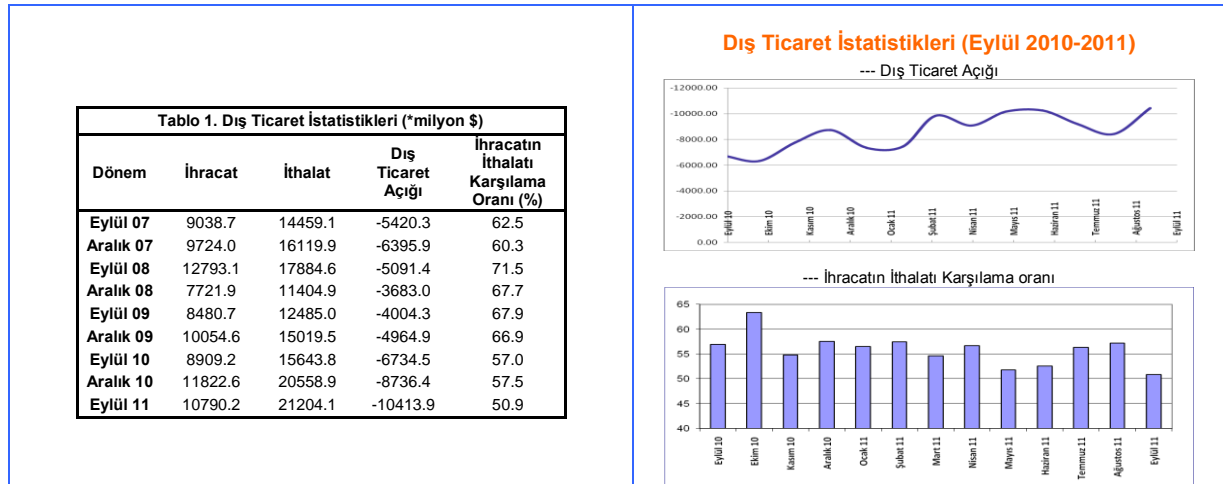 Tablo 1. Dış Ticaret İstatistikleri (*milyon $)
Dönem İhracat İthalat Dış Ticaret Açığı İhracatın İthalatı Karşılama Oranı (%)
Eylül 07 9038.7 14459.1 -5420.3 62.5
Aralık 07 9724.0 16119.9 -6395.9 60.3
Eylül 08 12793.1 17884.6 -5091.4 71.5
Aralık 08 7721.9 11404.9 -3683.0 67.7
Eylül 09 8480.7 12485.0 -4004.3 67.9
Aralık 09 10054.6 15019.5 -4964.9 66.9
Eylül 10 8909.2 15643.8 -6734.5 57.0
Aralık 10 11822.6 20558.9 -8736.4 57.5
Eylül 11 10790.2 21204.1 -10413.9 50.9
Dış Ticaret İstatistikleri (Eylül 2010-2011)
--- Dış Ticaret Açığı
-12000.00
-10000.00
-8000.00
-6000.00
-4000.00
-2000.00
0.00
Eylül 10 Ekim 10 Kasım 10 Aralık 10 Ocak 11 Şubat 11 Nisan 11 Mayıs 11 Haziran 11 Temmuz 11 Ağustos 11 Eylül 11
--- İhracatın İthalatı Karşılama oranı
65
60
55
50
45
40
Eylül 10 Ekim 10 Kasım 10 Aralık 10 Ocak 11 Şubat 11 Mart 11 Nisan 11 Mayıs 11 Haziran 11 Temmuz 11 Ağustos 11 Eylül 11